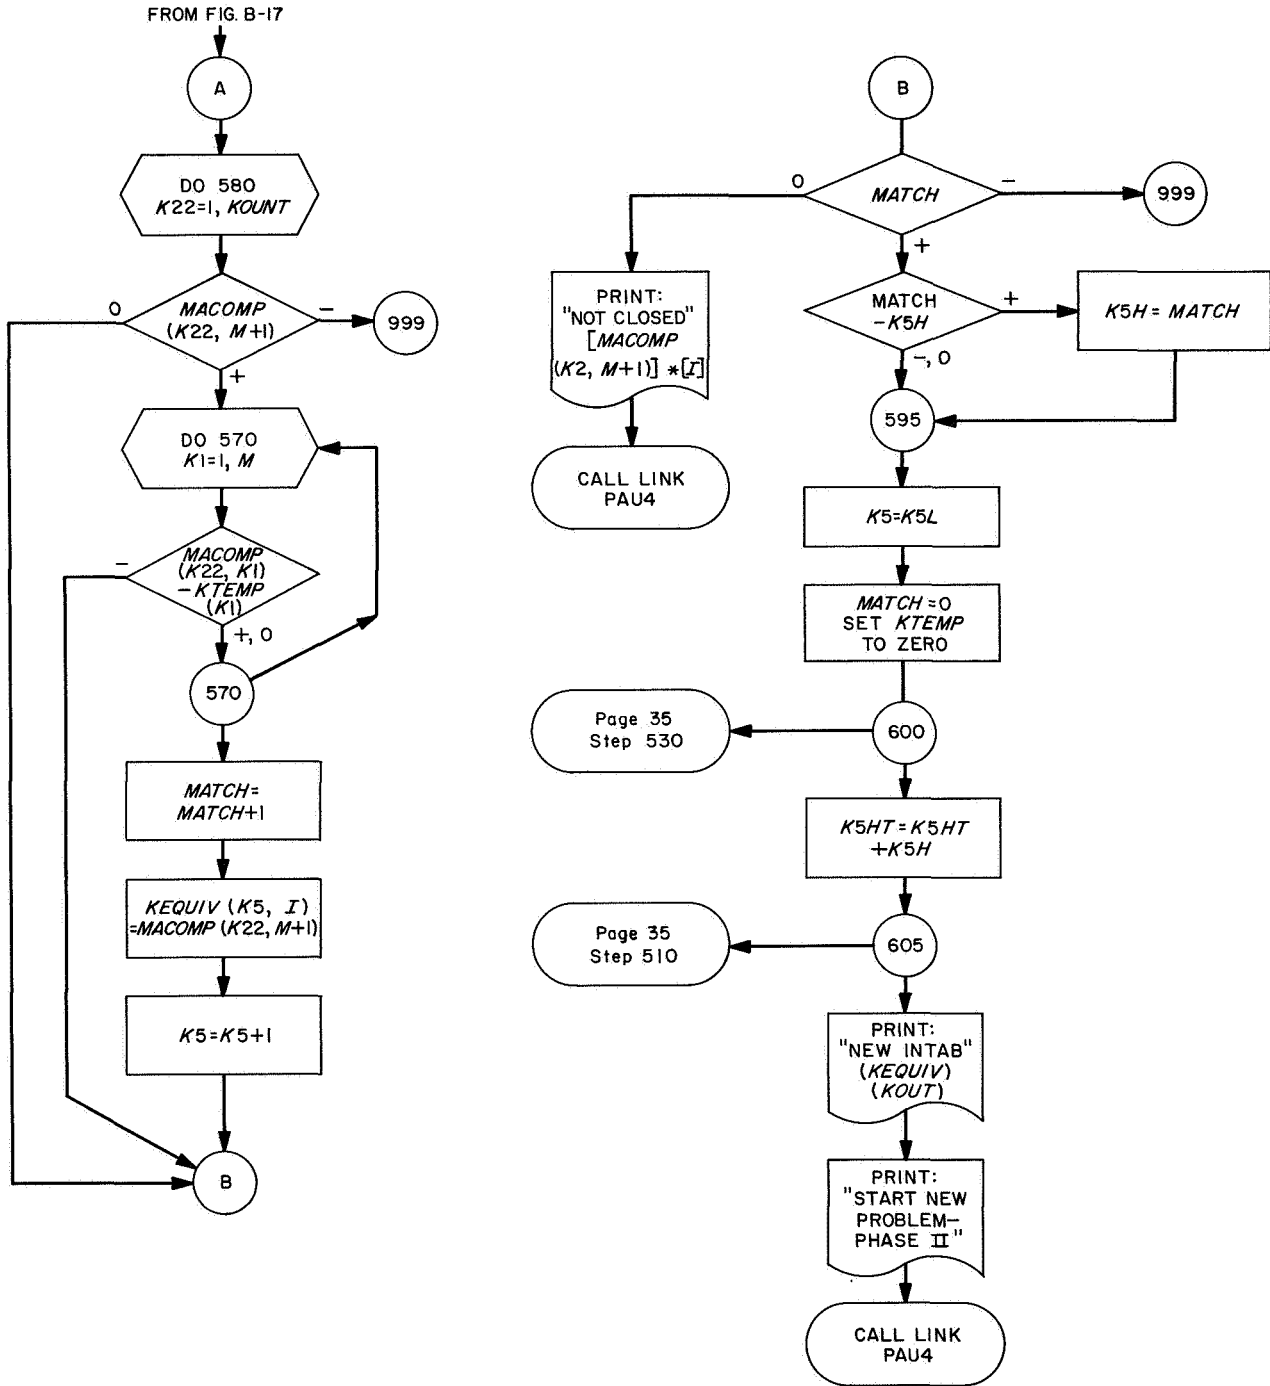 FROM FIG. B-17
A
DO 580
K22=1, KOUNT
0
MACOMP
(K22, M+1)
−
999
+
DO 570
K1=1, M
−
MACOMP
(K22, K1)
−KTEMP
(K1)
+, 0
570
MATCH=
MATCH+1
KEQUIV (K5, I)
=MACOMP (K22, M+1)
K5=K5+1
B
B
0
MATCH
−
999
+
PRINT:
"NOT CLOSED"
[MACOMP
(K2, M+1)] *[I]
CALL LINK
PAU4
MATCH
−K5H
+
K5H = MATCH
−, 0
595
K5=K5L
MATCH=0
SET KTEMP
TO ZERO
Page 35
Step 530
600
K5HT=K5HT
+K5H
Page 35
Step 510
605
PRINT:
"NEW INTAB"
(KEQUIV)
(KOUT)
PRINT:
"START NEW
PROBLEM–
PHASE II"
CALL LINK
PAU4